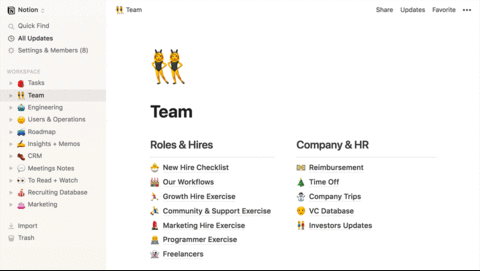 Notion
Quick Find
All Updates
Settings & Members (8)
WORKSPACE
Tasks
Team
Engineering
Users & Operations
Roadmap
Insights + Memos
CRM
Meetings Notes
To Read + Watch
Recruiting Database
Marketing
Import
Trash
Team
Share Updates Favorite
Team
Roles & Hires
New Hire Checklist
Our Workflows
Growth Hire Exercise
Community & Support Exercise
Marketing Hire Exercise
Programmer Exercise
Freelancers
Company & HR
Reimbursement
Time Off
Company Trips
VC Database
Investors Updates